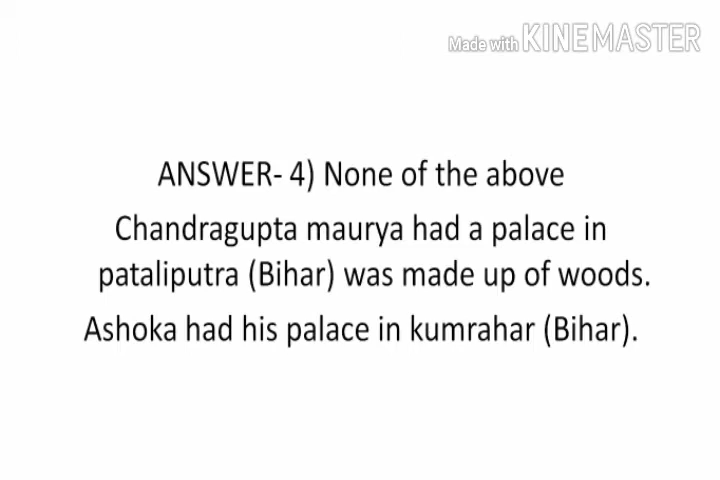 Made with KINEMASTER
ANSWER- 4) None of the above
Chandragupta maurya had a palace in
pataliputra (Bihar) was made up of woods.
Ashoka had his palace in kumrahar (Bihar).